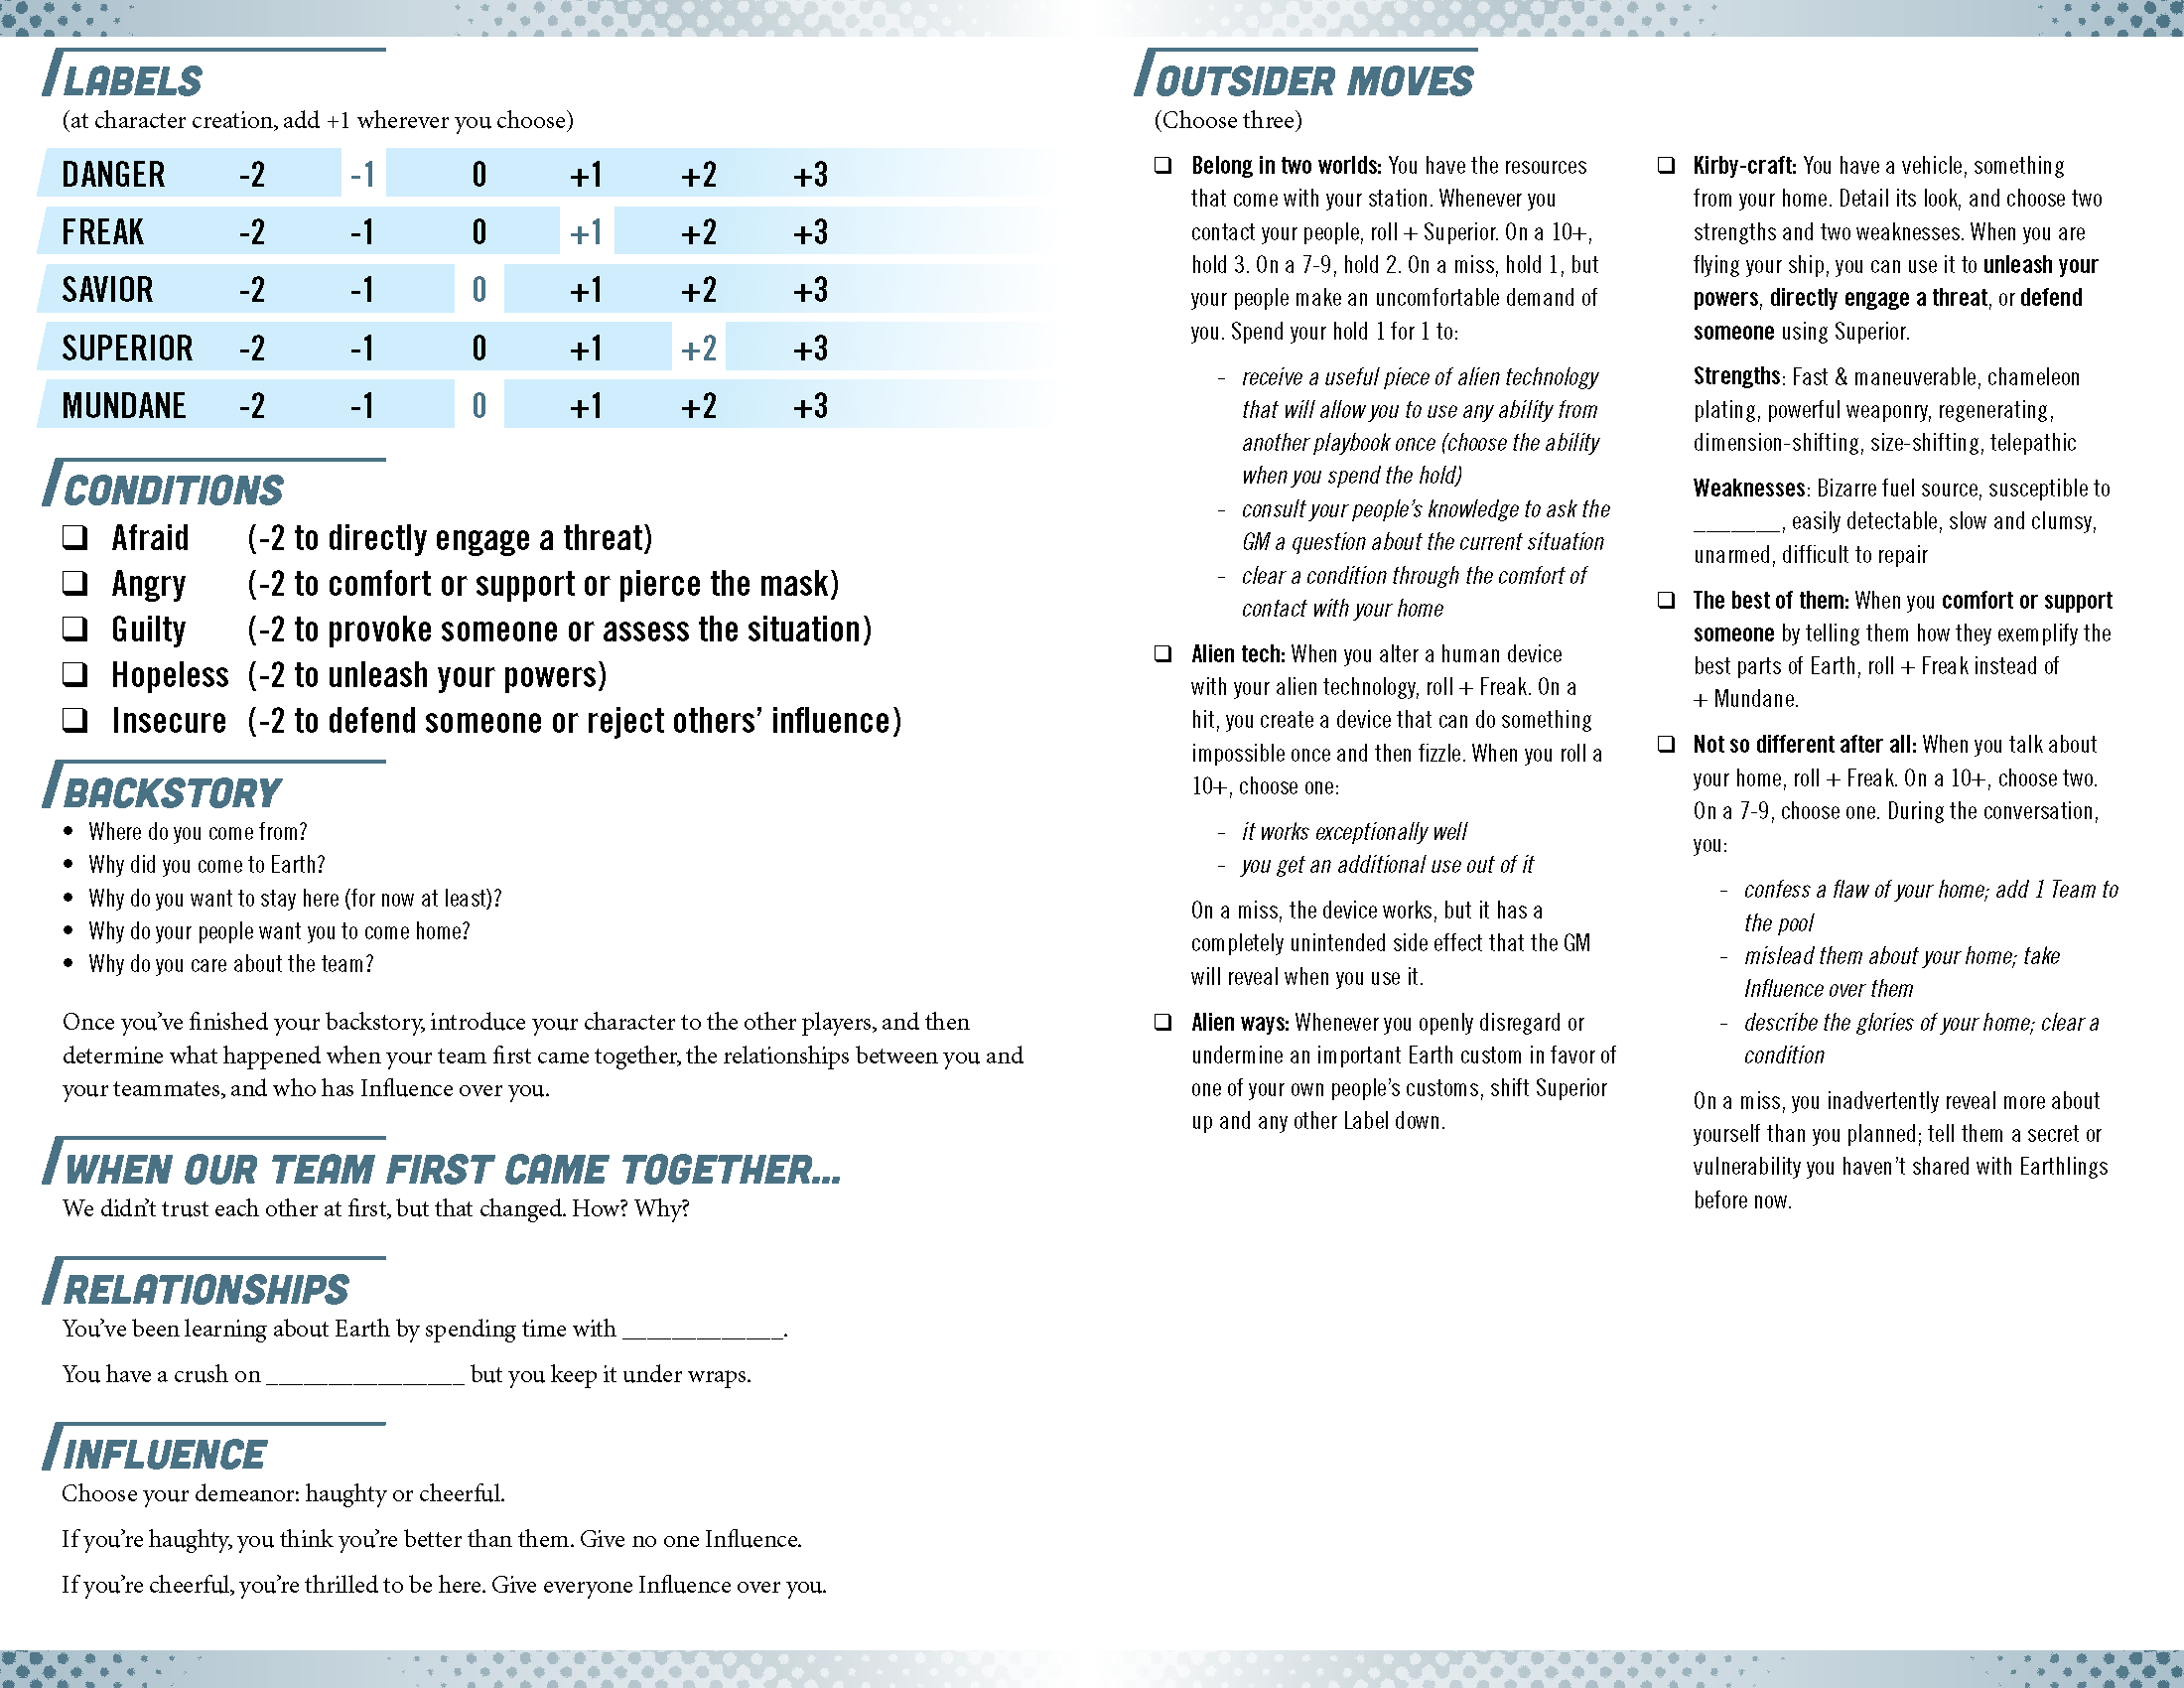 LABELS
(at character creation, add +1 wherever you choose)
DANGER -2 -1 0 +1 +2 +3
FREAK -2 -1 0 +1 +2 +3
SAVIOR -2 -1 0 +1 +2 +3
SUPERIOR -2 -1 0 +1 +2 +3
MUNDANE -2 -1 0 +1 +2 +3
CONDITIONS
❑ Afraid (-2 to directly engage a threat)
❑ Angry (-2 to comfort or support or pierce the mask)
❑ Guilty (-2 to provoke someone or assess the situation)
❑ Hopeless (-2 to unleash your powers)
❑ Insecure (-2 to defend someone or reject others’ influence)
BACKSTORY
• Where do you come from?
• Why did you come to Earth?
• Why do you want to stay here (for now at least)?
• Why do your people want you to come home?
• Why do you care about the team?
Once you’ve finished your backstory, introduce your character to the other players, and then
determine what happened when your team first came together, the relationships between you and
your teammates, and who has Influence over you.
WHEN OUR TEAM FIRST CAME TOGETHER...
We didn’t trust each other at first, but that changed. How? Why?
RELATIONSHIPS
You’ve been learning about Earth by spending time with _____________.
You have a crush on ________________ but you keep it under wraps.
INFLUENCE
Choose your demeanor: haughty or cheerful.
If you’re haughty, you think you’re better than them. Give no one Influence.
If you’re cheerful, you’re thrilled to be here. Give everyone Influence over you.
OUTSIDER MOVES
(Choose three)
❑ Belong in two worlds: You have the resources
that come with your station. Whenever you
contact your people, roll + Superior. On a 10+,
hold 3. On a 7-9, hold 2. On a miss, hold 1, but
your people make an uncomfortable demand of
you. Spend your hold 1 for 1 to:
- receive a useful piece of alien technology
that will allow you to use any ability from
another playbook once (choose the ability
when you spend the hold)
- consult your people’s knowledge to ask the
GM a question about the current situation
- clear a condition through the comfort of
contact with your home
❑ Alien tech: When you alter a human device
with your alien technology, roll + Freak. On a
hit, you create a device that can do something
impossible once and then fizzle. When you roll a
10+, choose one:
- it works exceptionally well
- you get an additional use out of it
On a miss, the device works, but it has a
completely unintended side effect that the GM
will reveal when you use it.
❑ Alien ways: Whenever you openly disregard or
undermine an important Earth custom in favor of
one of your own people’s customs, shift Superior
up and any other Label down.
❑ Kirby-craft: You have a vehicle, something
from your home. Detail its look, and choose two
strengths and two weaknesses. When you are
flying your ship, you can use it to unleash your
powers, directly engage a threat, or defend
someone using Superior.
Strengths: Fast & maneuverable, chameleon
plating, powerful weaponry, regenerating,
dimension-shifting, size-shifting, telepathic
Weaknesses: Bizarre fuel source, susceptible to
_______, easily detectable, slow and clumsy,
unarmed, difficult to repair
❑ The best of them: When you comfort or support
someone by telling them how they exemplify the
best parts of Earth, roll + Freak instead of
+ Mundane.
❑ Not so different after all: When you talk about
your home, roll + Freak. On a 10+, choose two.
On a 7-9, choose one. During the conversation,
you:
- confess a flaw of your home; add 1 Team to
the pool
- mislead them about your home; take
Influence over them
- describe the glories of your home; clear a
condition
On a miss, you inadvertently reveal more about
yourself than you planned; tell them a secret or
vulnerability you haven’t shared with Earthlings
before now.